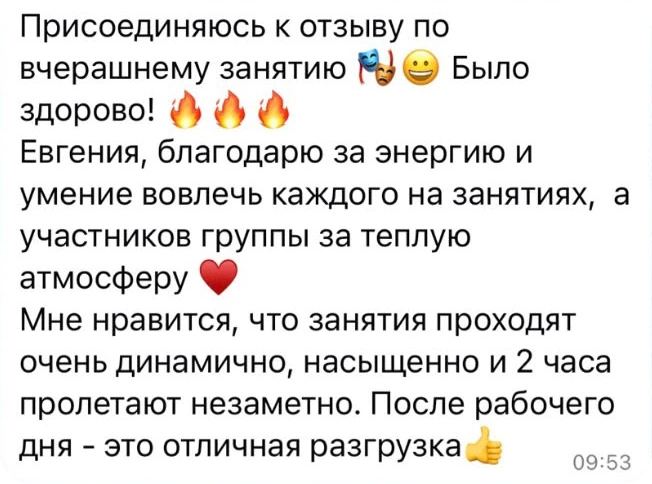 Присоединяюсь к отзыву по
вчерашнему занятию 🎭😀 Было
здорово! 🔥🔥🔥
Евгения, благодарю за энергию и
умение вовлечь каждого на занятиях,  а
участников группы за теплую
атмосферу ♥️
Мне нравится, что занятия проходят
очень динамично, насыщенно и 2 часа
пролетают незаметно. После рабочего
дня - это отличная разгрузка👍
09:53